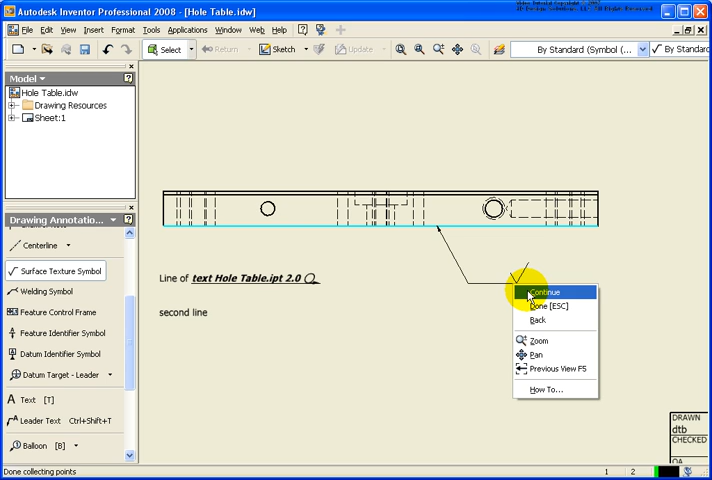 Autodesk Inventor Professional 2008 - [Hole Table.idw]
File Edit View Insert Format Tools Applications Window Web Help
Select Return Sketch Update By Standard (Symbol (... By Standard
Model
Hole Table.idw
Drawing Resources
Sheet:1
Drawing Annotatio...
Centerline
Surface Texture Symbol
Welding Symbol
Feature Control Frame
Feature Identifier Symbol
Datum Identifier Symbol
Datum Target - Leader
Text [T]
Leader Text Ctrl+Shift+T
Balloon [B]
Line of text Hole Table.ipt 2.0
second line
Continue
Done [ESC]
Back
Zoom
Pan
Previous View F5
How To...
DRAWN
dtb
CHECKED
QA
Done collecting points 1 2